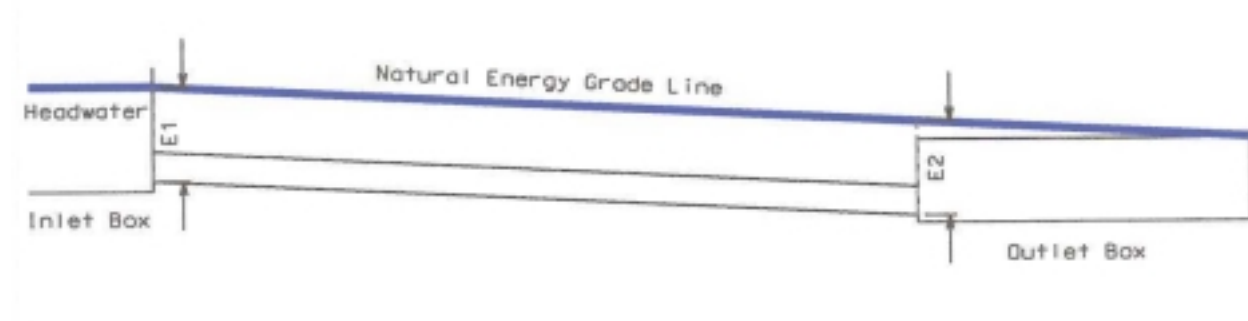 Natural Energy Grade Line
Headwater
E1
E2
Inlet Box
Outlet Box